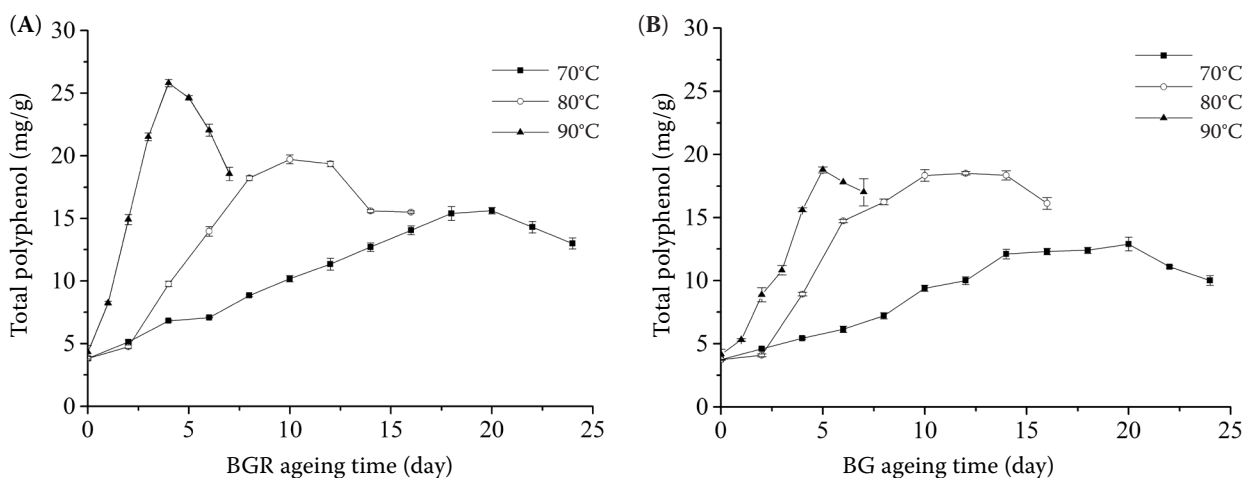 (A)
30
25
20
15
10
5
0
Total polyphenol (mg/g)
70°C
80°C
90°C
0 5 10 15 20 25
BGR ageing time (day)
(B)
30
25
20
15
10
5
0
Total polyphenol (mg/g)
70°C
80°C
90°C
0 5 10 15 20 25
BG ageing time (day)